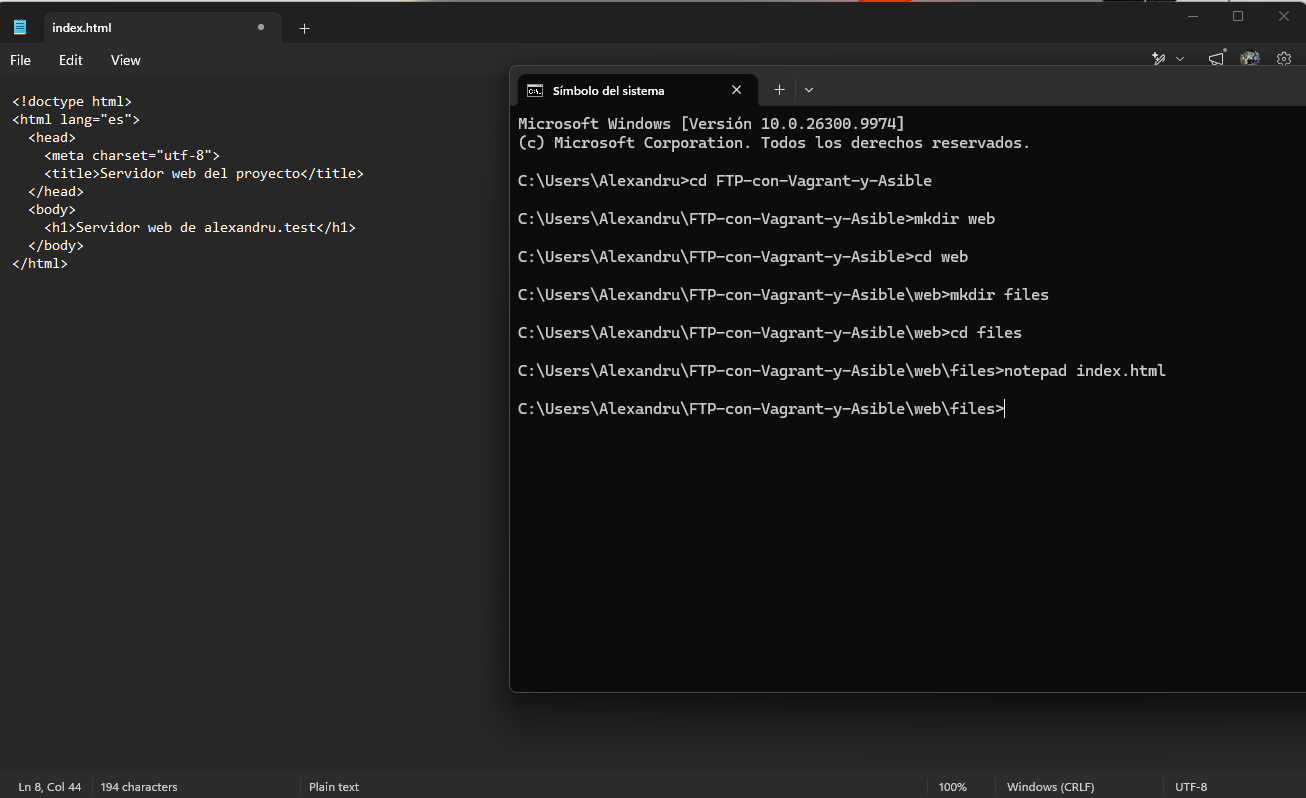 index.html
File
Edit
View
<!doctype html>
<html lang="es">
  <head>
    <meta charset="utf-8">
    <title>Servidor web del proyecto</title>
  </head>
  <body>
    <h1>Servidor web de alexandru.test</h1>
  </body>
</html>
Símbolo del sistema
Microsoft Windows [Versión 10.0.26300.9974]
(c) Microsoft Corporation. Todos los derechos reservados.
C:\Users\Alexandru>cd FTP-con-Vagrant-y-Asible
C:\Users\Alexandru\FTP-con-Vagrant-y-Asible>mkdir web
C:\Users\Alexandru\FTP-con-Vagrant-y-Asible>cd web
C:\Users\Alexandru\FTP-con-Vagrant-y-Asible\web>mkdir files
C:\Users\Alexandru\FTP-con-Vagrant-y-Asible\web>cd files
C:\Users\Alexandru\FTP-con-Vagrant-y-Asible\web\files>notepad index.html
C:\Users\Alexandru\FTP-con-Vagrant-y-Asible\web\files>
Ln 8, Col 44
194 characters
Plain text
100%
Windows (CRLF)
UTF-8